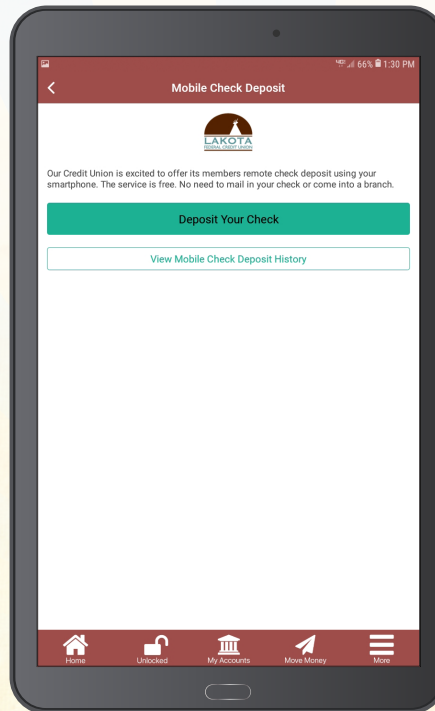 66% 1:30 PM
Mobile Check Deposit
LAKOTA
FEDERAL CREDIT UNION
Our Credit Union is excited to offer its members remote check deposit using your
smartphone. The service is free. No need to mail in your check or come into a branch.
Deposit Your Check
View Mobile Check Deposit History
Home Unlocked My Accounts Move Money More